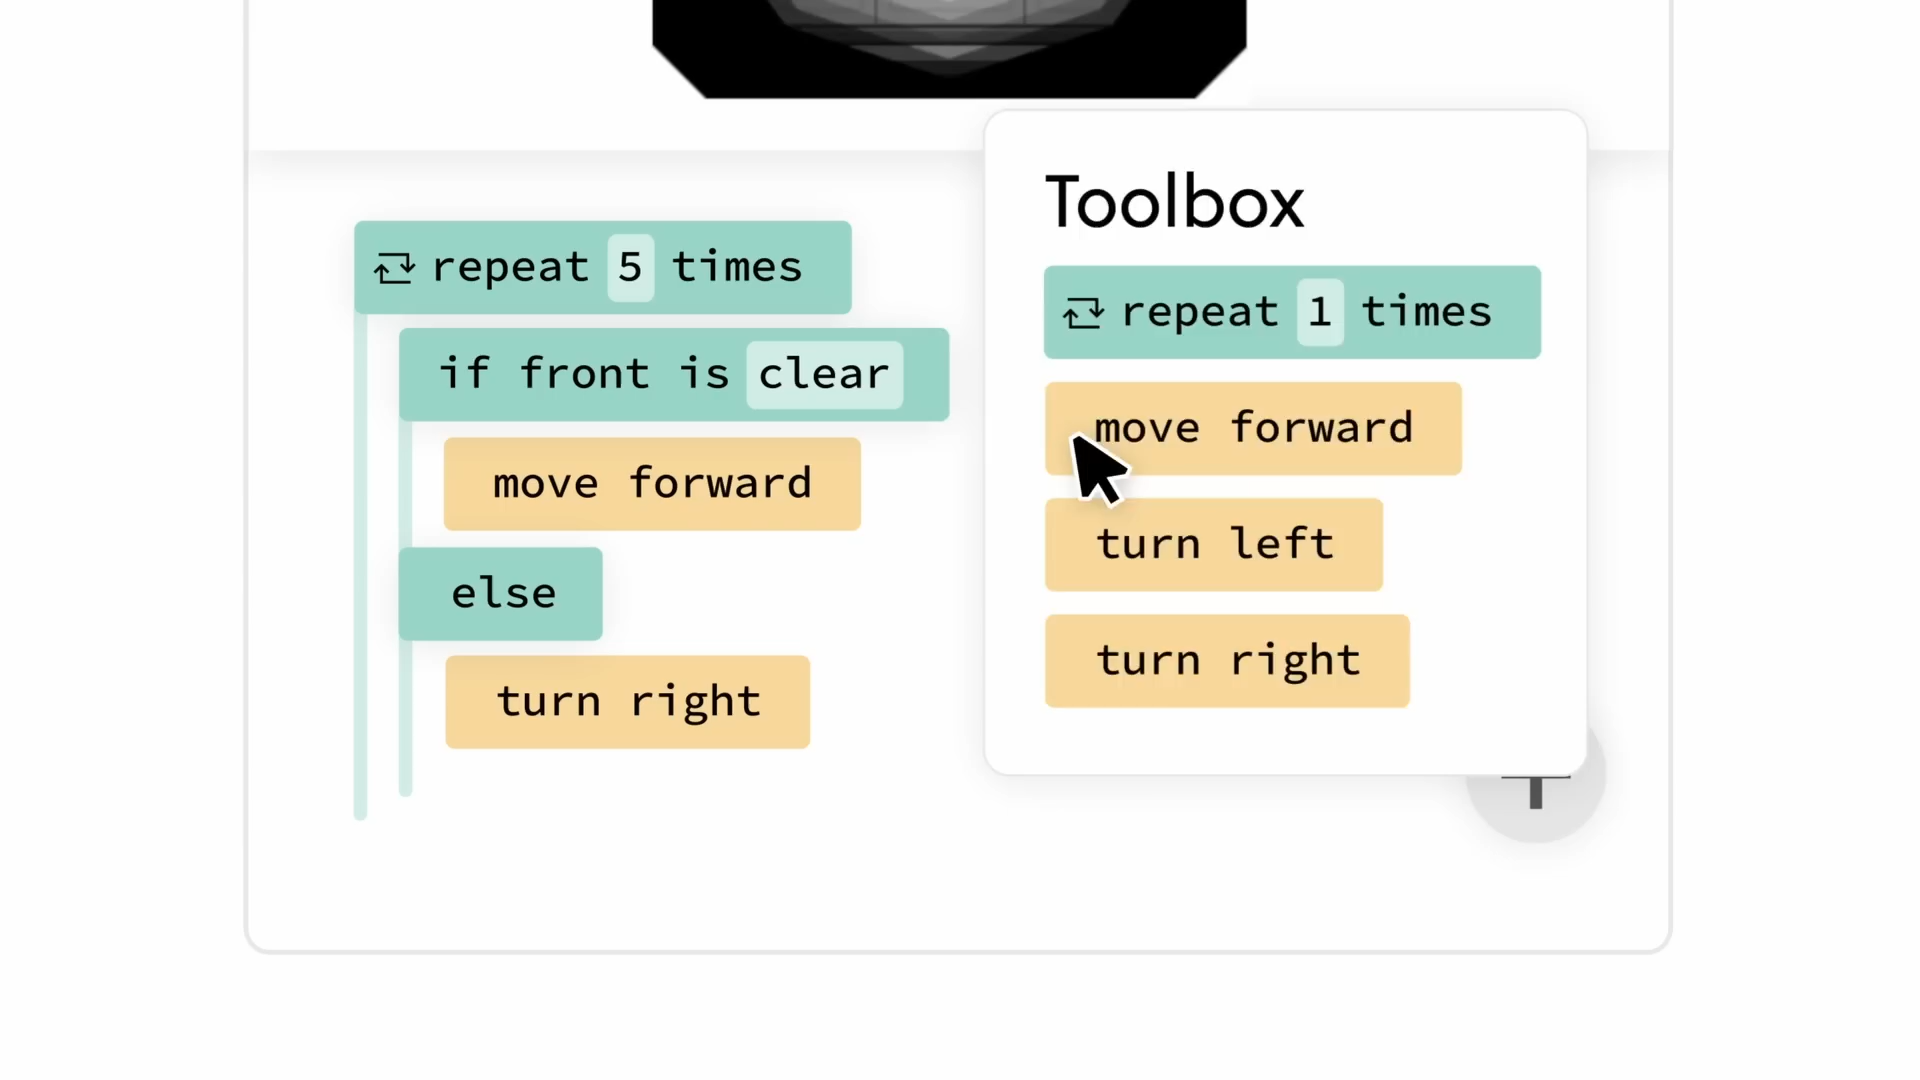 repeat 5 times
if front is clear
move forward
else
turn right
Toolbox
repeat 1 times
move forward
turn left
turn right